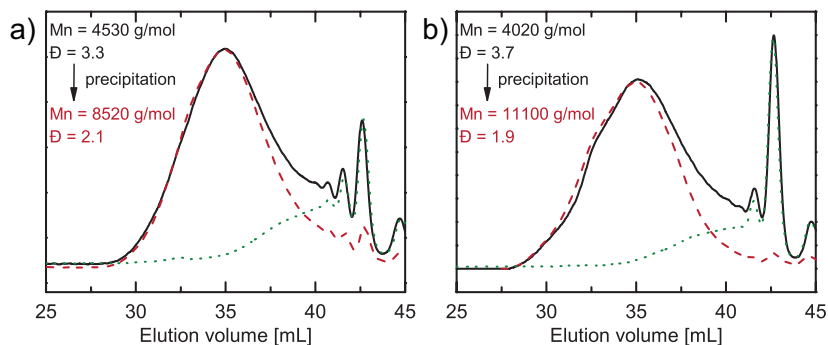 a)
Mn = 4530 g/mol
Đ = 3.3
precipitation
Mn = 8520 g/mol
Đ = 2.1
25 30 35 40 45
Elution volume [mL]
b)
Mn = 4020 g/mol
Đ = 3.7
precipitation
Mn = 11100 g/mol
Đ = 1.9
25 30 35 40 45
Elution volume [mL]